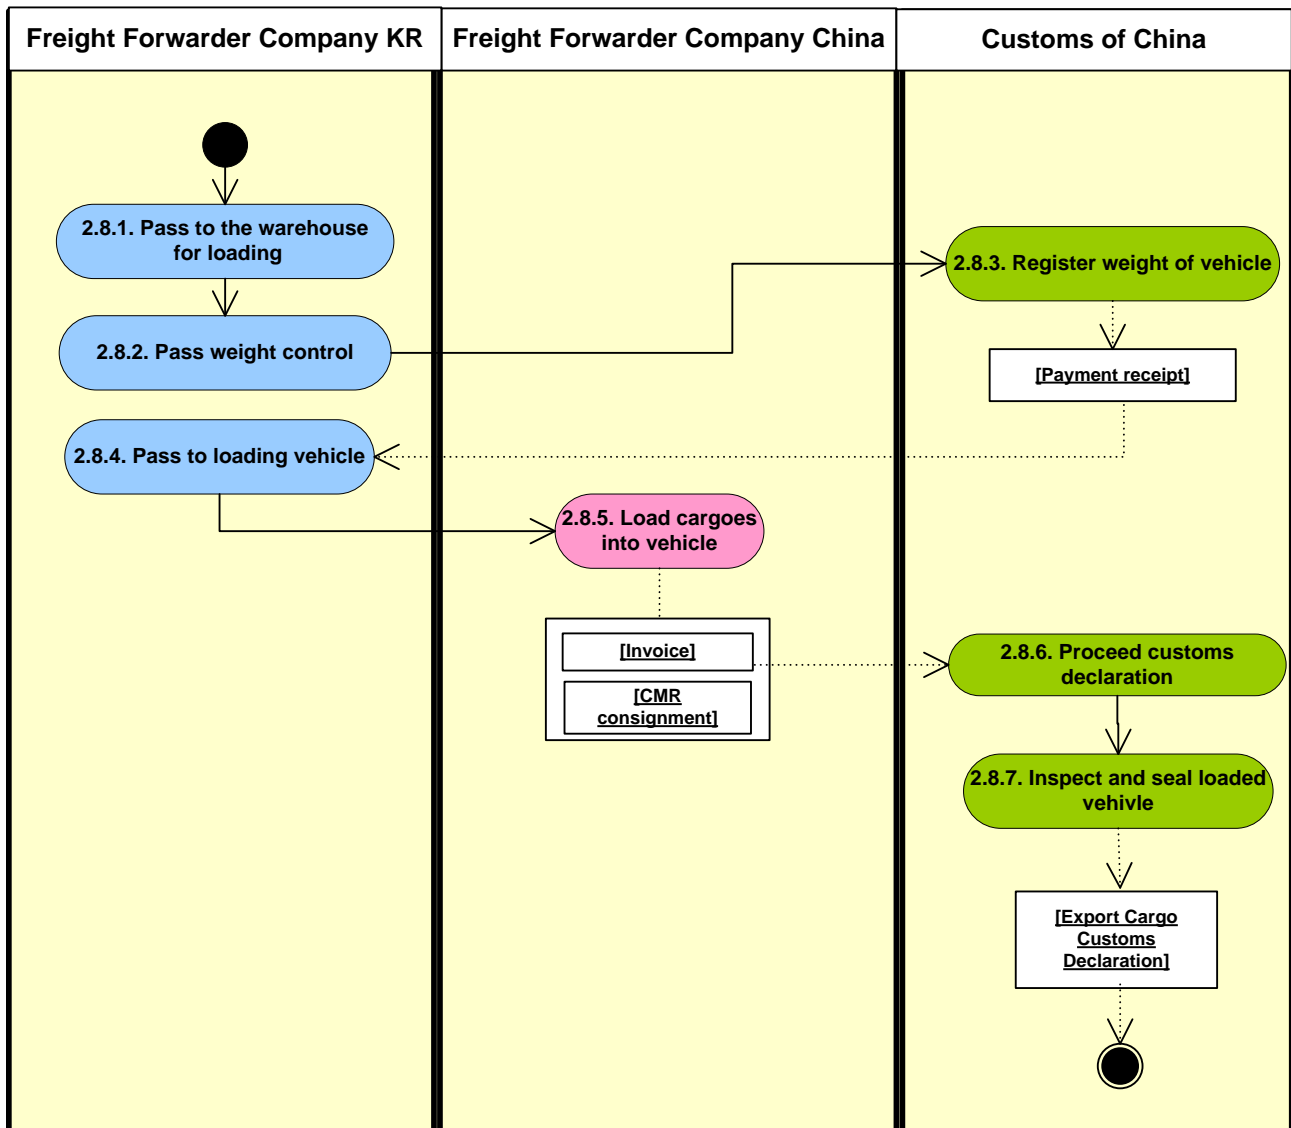 Freight Forwarder Company KR
Freight Forwarder Company China
Customs of China
2.8.1. Pass to the warehouse
for loading
2.8.3. Register weight of vehicle
2.8.2. Pass weight control
[Payment receipt]
2.8.4. Pass to loading vehicle
2.8.5. Load cargoes
into vehicle
[Invoice]
[CMR
consignment]
2.8.6. Proceed customs
declaration
2.8.7. Inspect and seal loaded
vehivle
[Export Cargo
Customs
Declaration]